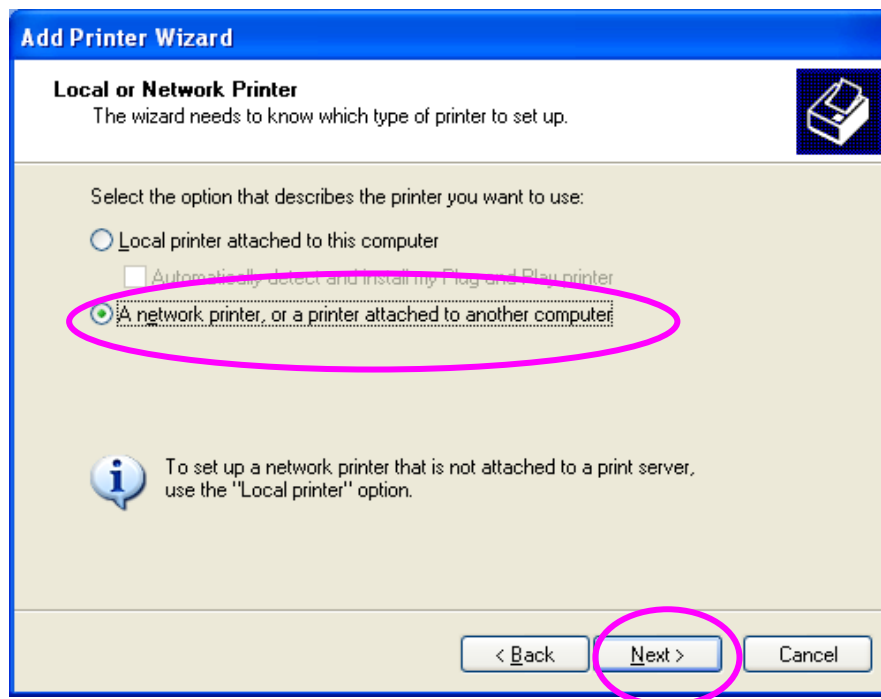 Add Printer Wizard
Local or Network Printer
The wizard needs to know which type of printer to set up.
Select the option that describes the printer you want to use:
Local printer attached to this computer
Automatically detect and install my Plug and Play printer
A network printer, or a printer attached to another computer
To set up a network printer that is not attached to a print server,
use the "Local printer" option.
< Back Next > Cancel